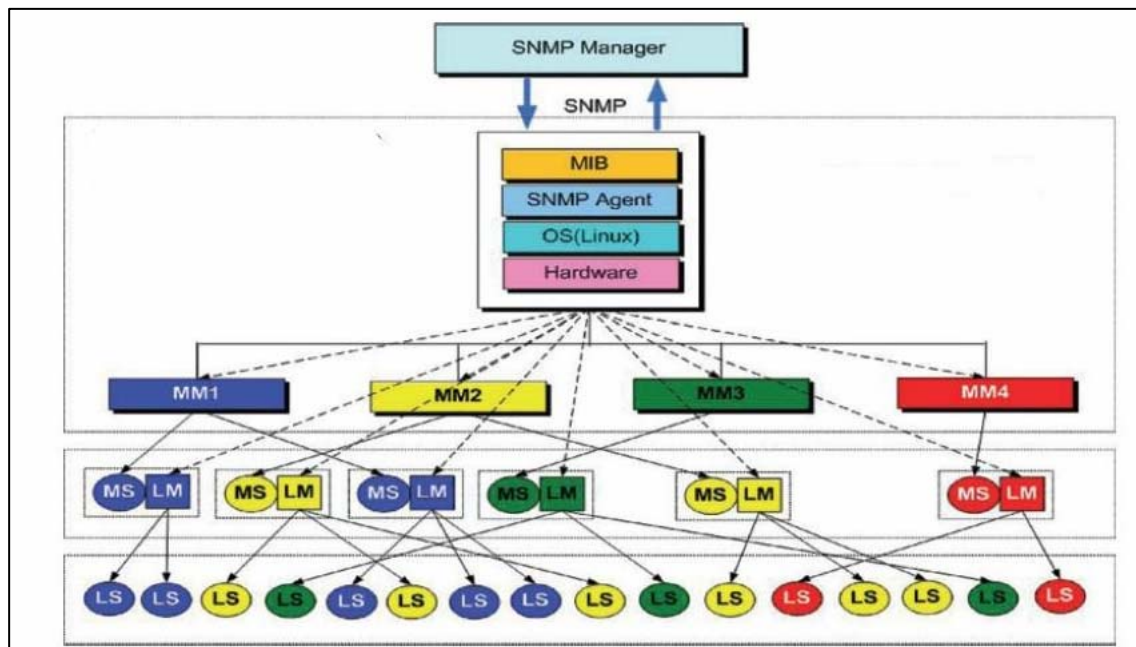 SNMP Manager
SNMP
MIB
SNMP Agent
OS(Linux)
Hardware
MM1 MM2 MM3 MM4
MS LM MS LM MS LM MS LM MS LM MS LM
LS LS LS LS LS LS LS LS LS LS LS LS LS LS LS LS